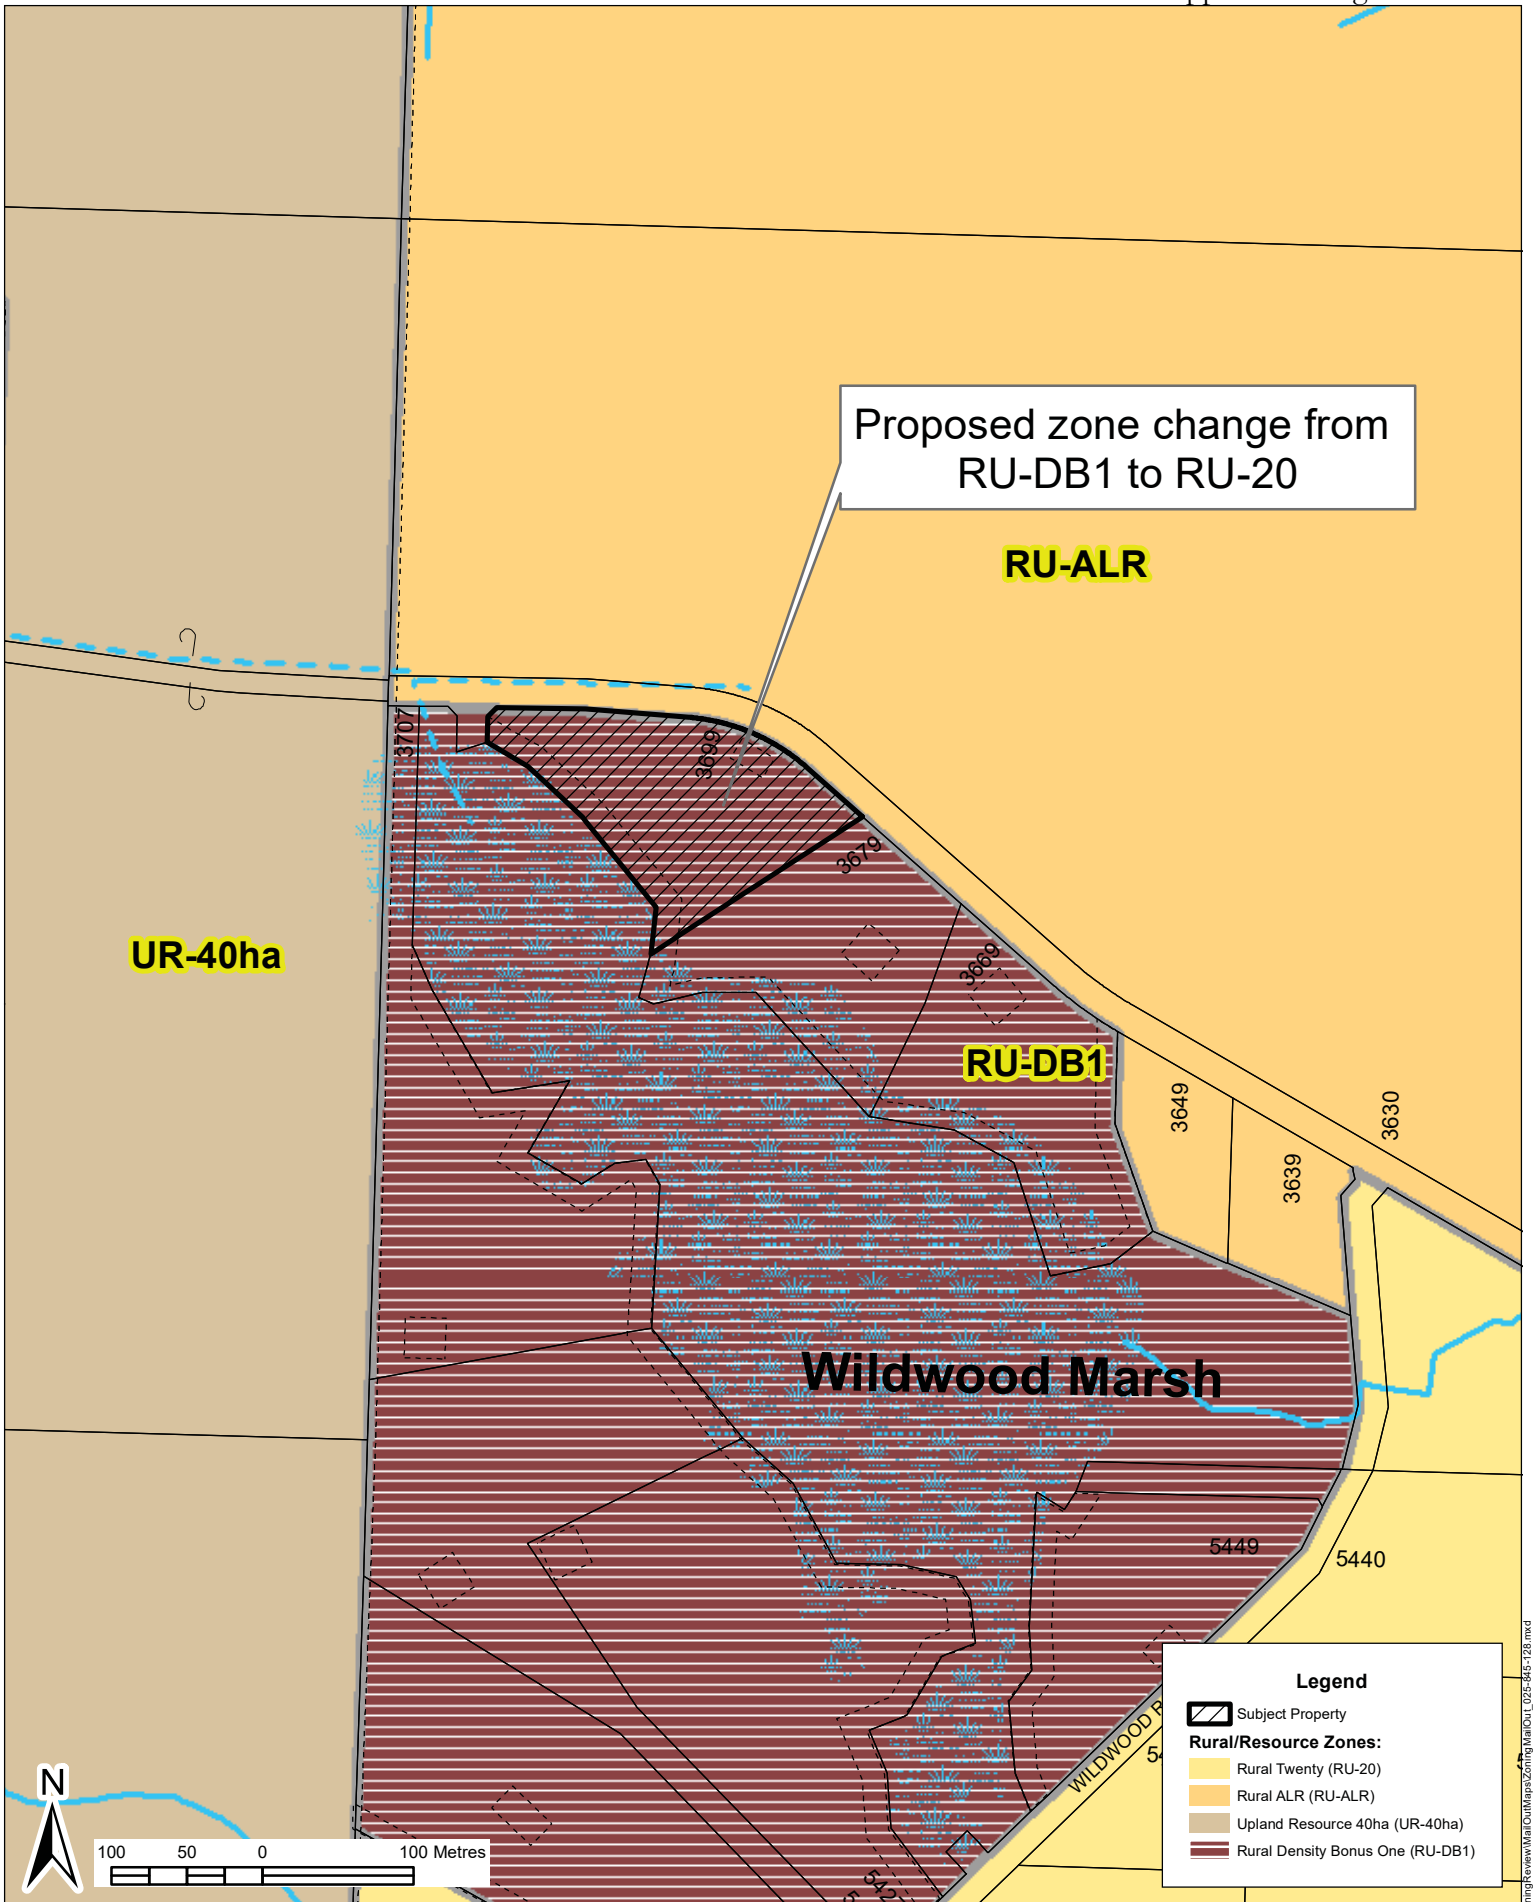 Proposed zone change from
RU-DB1 to RU-20
RU-ALR
3707
3699
3679
UR-40ha
3669
RU-DB1
3649
3630
3639
Wildwood Marsh
5449
5440
WILDWOOD
Legend
Subject Property
Rural/Resource Zones:
Rural Twenty (RU-20)
Rural ALR (RU-ALR)
Upland Resource 40ha (UR-40ha)
Rural Density Bonus One (RU-DB1)
N
100 50 0 100 Metres